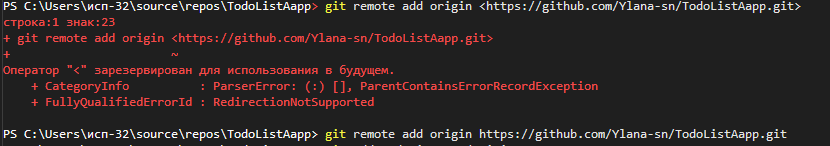 PS C:\Users\исп-32\source\repos\TodoListAapp> git remote add origin <https://github.com/Ylana-sn/TodoListAapp.git>
строка:1 знак:23
+ git remote add origin <https://github.com/Ylana-sn/TodoListAapp.git>
+                       ~
Оператор "<" зарезервирован для использования в будущем.
    + CategoryInfo          : ParserError: (:) [], ParentContainsErrorRecordException
    + FullyQualifiedErrorId : RedirectionNotSupported
PS C:\Users\исп-32\source\repos\TodoListAapp> git remote add origin https://github.com/Ylana-sn/TodoListAapp.git